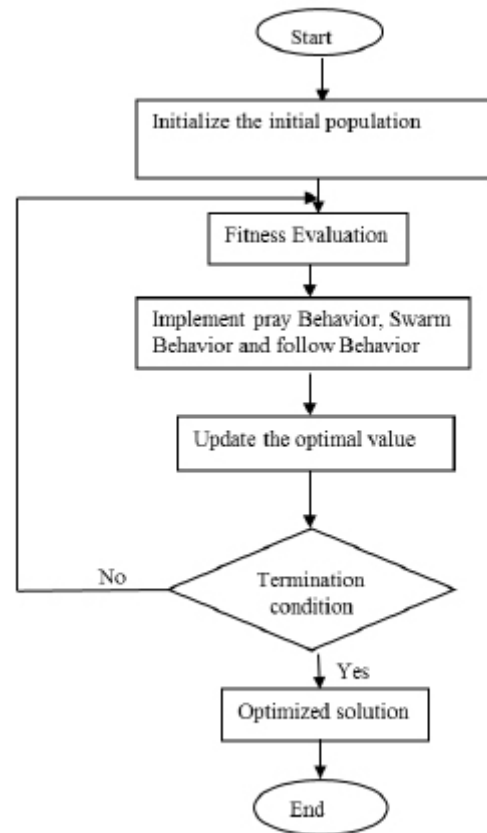 Start
Initialize the initial population
Fitness Evaluation
Implement pray Behavior, Swarm
Behavior and follow Behavior
Update the optimal value
No
Termination
condition
Yes
Optimized solution
End